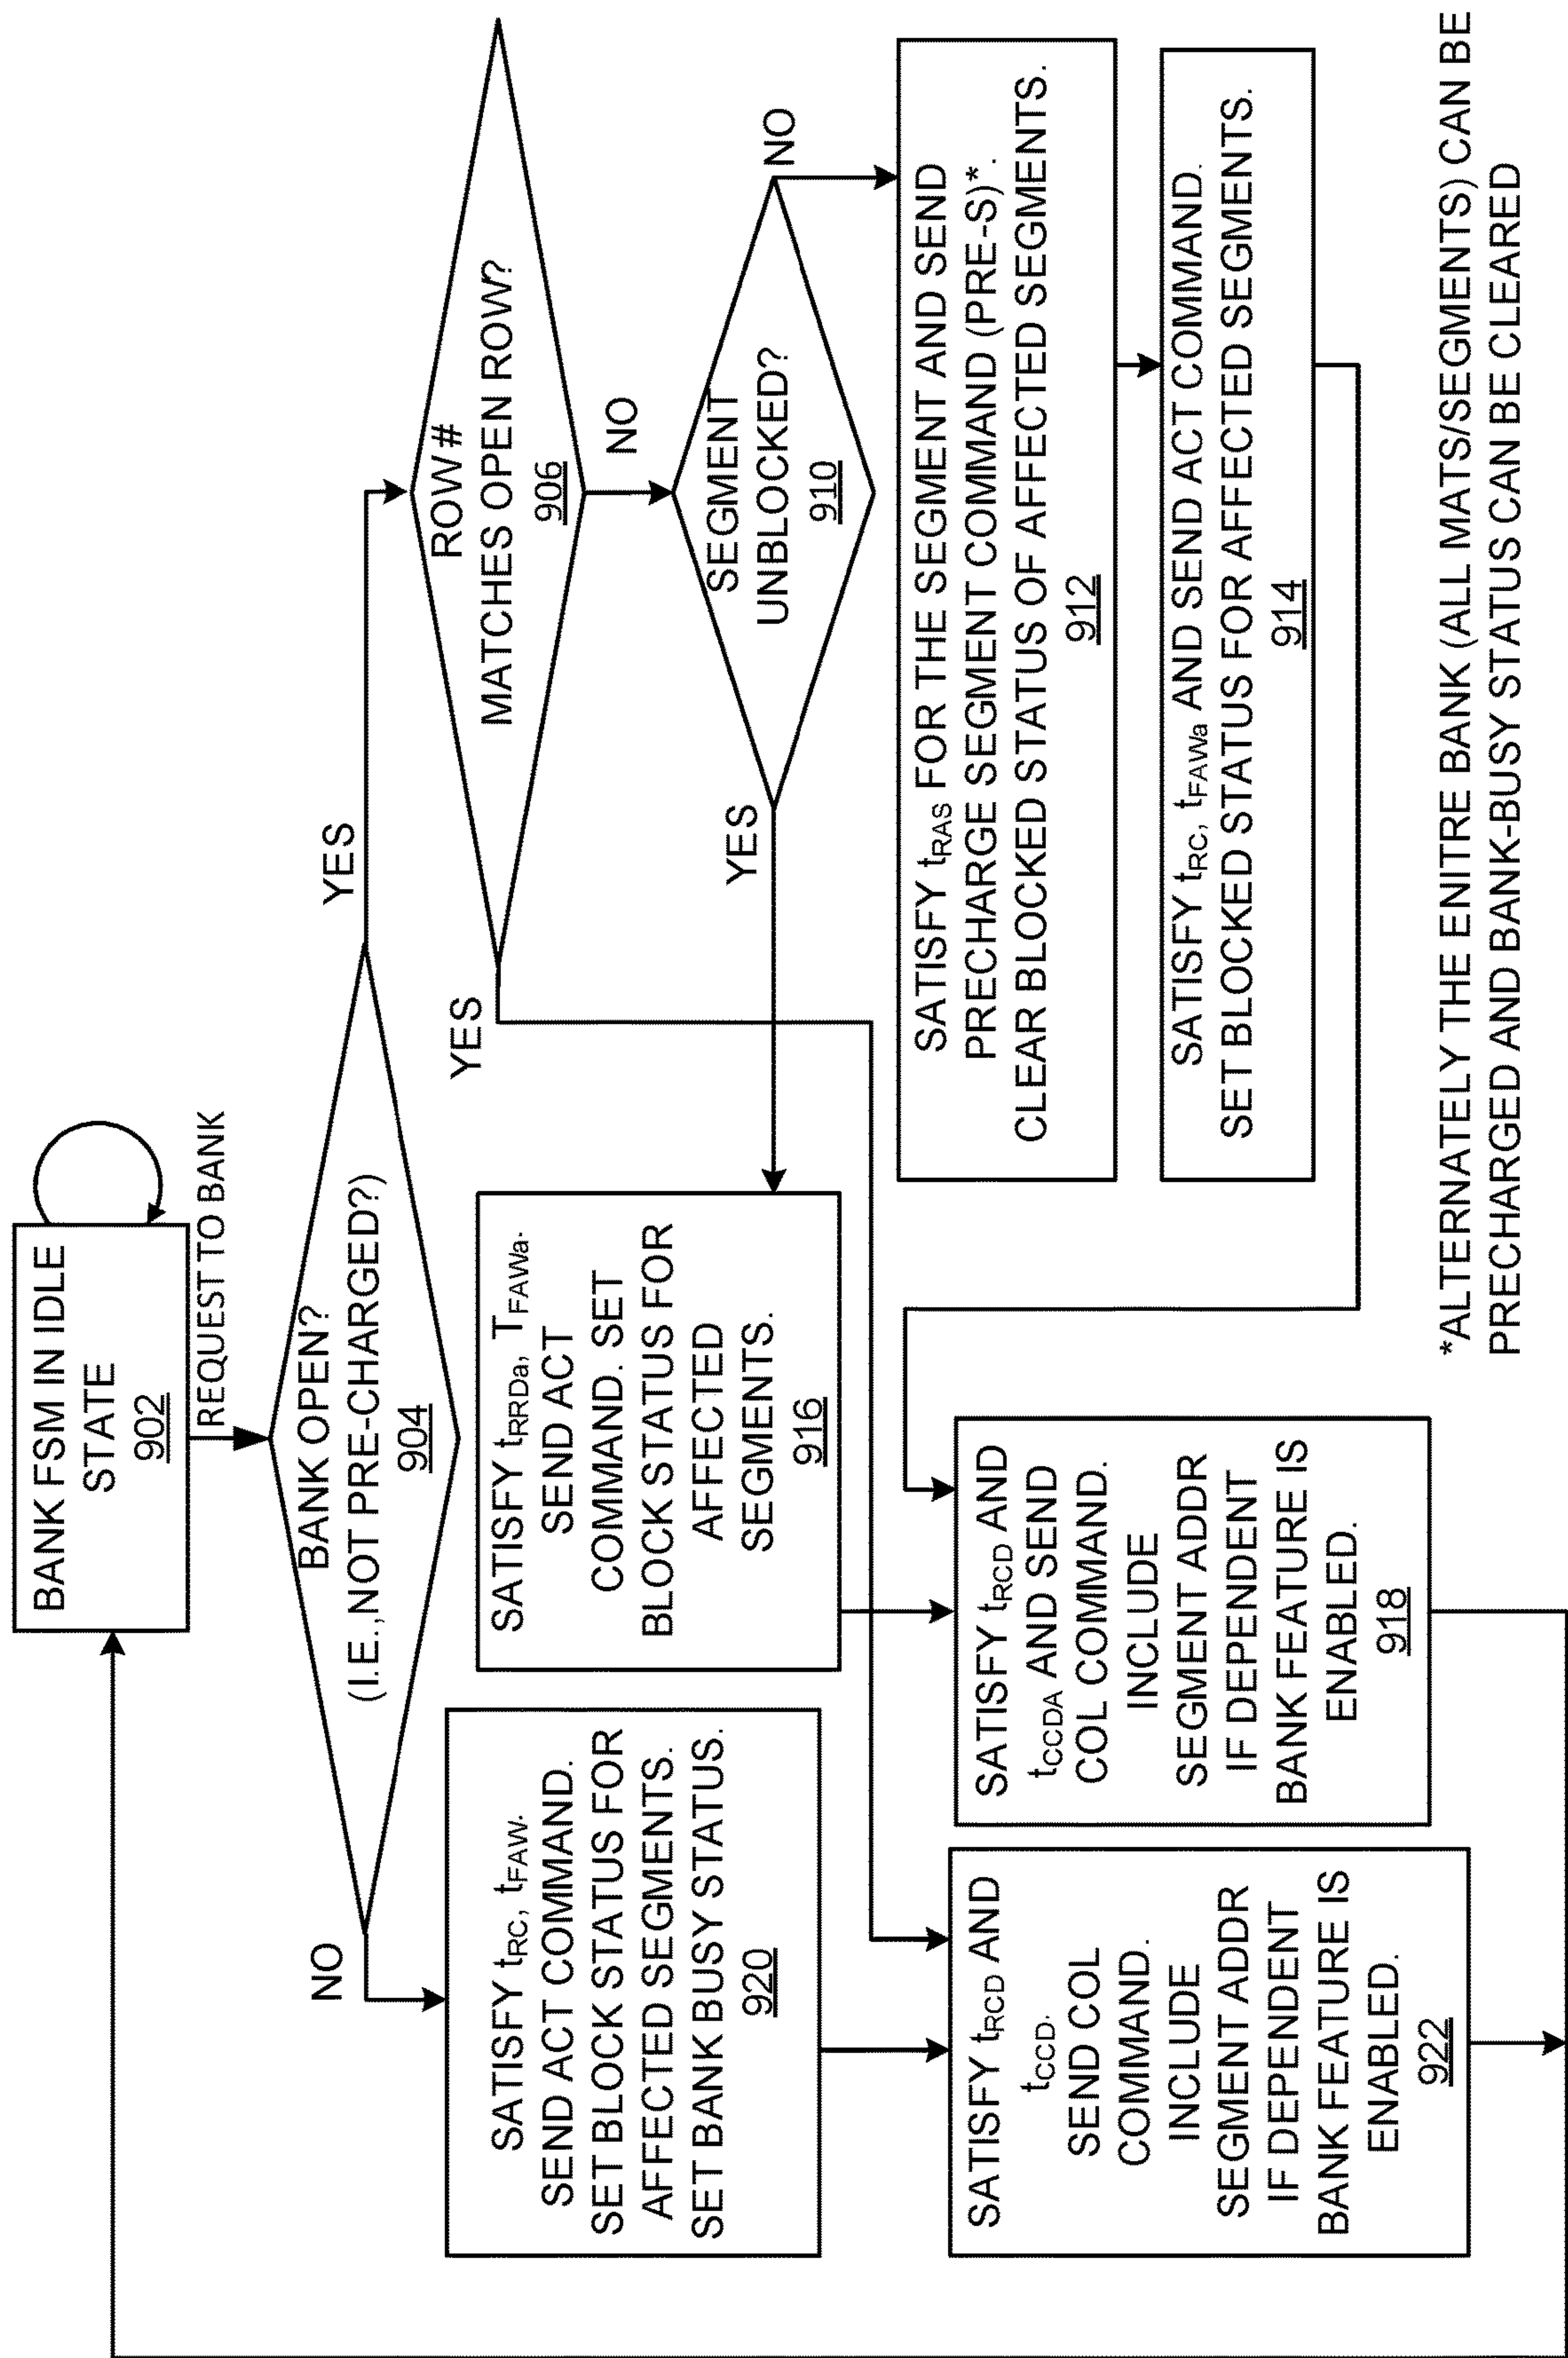 BANK FSM IN IDLE
STATE
902
REQUEST TO BANK
BANK OPEN?
(I.E.,NOT PRE-CHARGED?)
904
NO
YES
ROW #
MATCHES OPEN ROW?
906
YES
NO
SEGMENT
UNBLOCKED?
910
YES
NO
SATISFY tRC, tFAW.
SEND ACT COMMAND.
SET BLOCK STATUS FOR
AFFECTED SEGMENTS.
SET BANK BUSY STATUS.
920
SATISFY tRRDa, TFAWa.
SEND ACT
COMMAND. SET
BLOCK STATUS FOR
AFFECTED
SEGMENTS.
916
SATISFY tRAS FOR THE SEGMENT AND SEND
PRECHARGE SEGMENT COMMAND (PRE-S)*.
CLEAR BLOCKED STATUS OF AFFECTED SEGMENTS.
912
SATISFY tRC, tFAWa AND SEND ACT COMMAND.
SET BLOCKED STATUS FOR AFFECTED SEGMENTS.
914
SATISFY tRCD AND
tCCD.
SEND COL
COMMAND.
INCLUDE
SEGMENT ADDR
IF DEPENDENT
BANK FEATURE IS
ENABLED.
922
SATISFY tRCD AND
tCCDA AND SEND
COL COMMAND.
INCLUDE
SEGMENT ADDR
IF DEPENDENT
BANK FEATURE IS
ENABLED.
918
*ALTERNATELY THE ENITRE BANK (ALL MATS/SEGMENTS) CAN BE
PRECHARGED AND BANK-BUSY STATUS CAN BE CLEARED